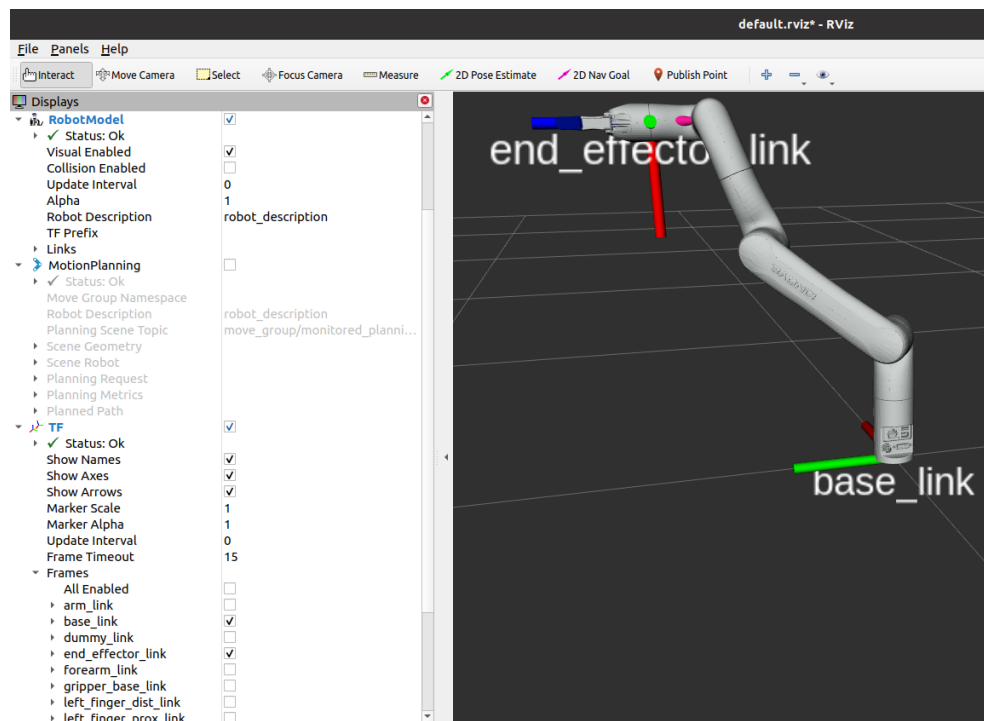 default.rviz* - RViz
File Panels Help
Interact Move Camera Select Focus Camera Measure 2D Pose Estimate 2D Nav Goal Publish Point
Displays
RobotModel
Status: Ok
Visual Enabled
Collision Enabled
Update Interval 0
Alpha 1
Robot Description robot_description
TF Prefix
Links
MotionPlanning
Status: Ok
Move Group Namespace
Robot Description robot_description
Planning Scene Topic move_group/monitored_planni...
Scene Geometry
Scene Robot
Planning Request
Planning Metrics
Planned Path
TF
Status: Ok
Show Names
Show Axes
Show Arrows
Marker Scale 1
Marker Alpha 1
Update Interval 0
Frame Timeout 15
Frames
All Enabled
arm_link
base_link
dummy_link
end_effector_link
forearm_link
gripper_base_link
left_finger_dist_link
left_finger_prox_link
end_effecto link
base_link